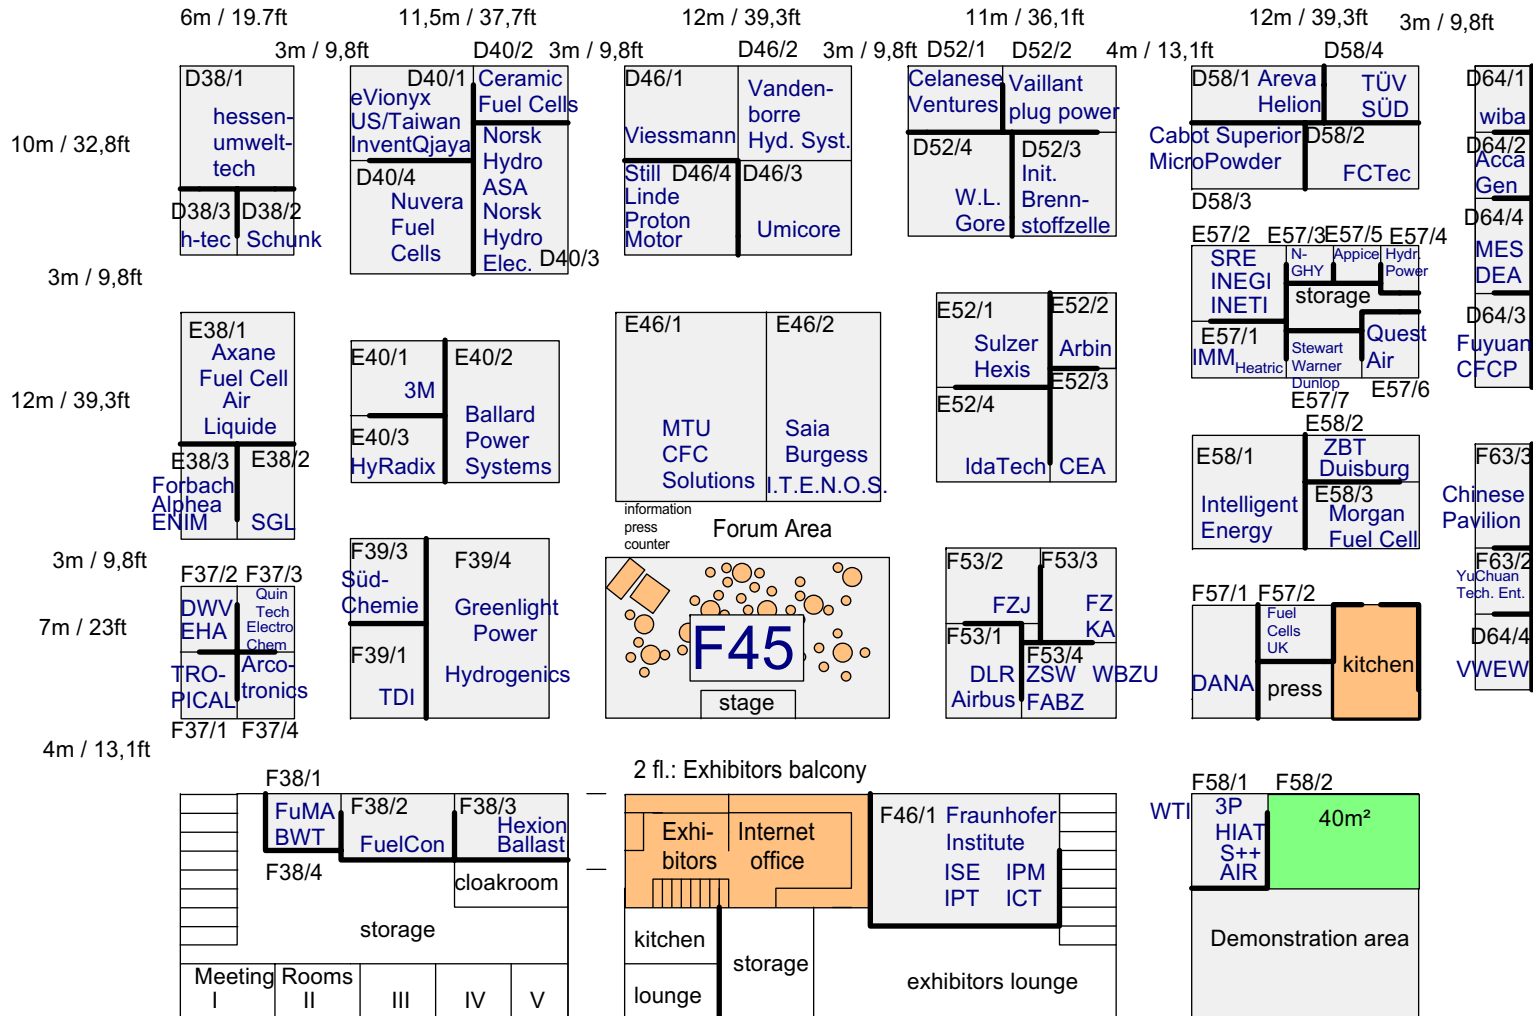 6m / 19.7ft
11,5m / 37,7ft
12m / 39,3ft
11m / 36,1ft
12m / 39,3ft
3m / 9,8ft
3m / 9,8ft
D40/2
3m / 9,8ft
D46/2
3m / 9,8ft
D52/1
D52/2
4m / 13,1ft
D58/4
10m / 32,8ft
D38/1
hessen-
umwelt-
tech
D38/3
h-tec
D38/2
Schunk
D40/1
eVionyx
US/Taiwan
InventQjaya
Ceramic
Fuel Cells
D40/4
Nuvera
Fuel
Cells
Norsk
Hydro
ASA
Norsk
Hydro
Elec.
D40/3
D46/1
Viessmann
Vanden-
borre
Hyd. Syst.
Still
Linde
Proton
Motor
D46/4
D46/3
Umicore
Celanese
Ventures
Vaillant
plug power
D52/4
W.L.
Gore
D52/3
Init.
Brenn-
stoffzelle
D58/1
Areva
Helion
TÜV
SÜD
Cabot Superior
MicroPowder
D58/2
FCTec
D58/3
D64/1
wiba
D64/2
Acca
Gen
D64/4
MES
DEA
D64/3
Fuyuan
CFCP
3m / 9,8ft
E57/2
E57/3
E57/5
E57/4
SRE
INEGI
INETI
N-
GHY
Appice
Hydr.
Power
storage
E57/1
IMM
Heatric
Stewart
Warner
Dunlop
Quest
Air
E57/6
E57/7
12m / 39,3ft
E38/1
Axane
Fuel Cell
Air
Liquide
E38/3
Forbach
Alphea
ENIM
E38/2
SGL
E40/1
3M
E40/2
Ballard
Power
Systems
E40/3
HyRadix
E46/1
MTU
CFC
Solutions
E46/2
Saia
Burgess
I.T.E.N.O.S.
E52/1
Sulzer
Hexis
E52/2
Arbin
E52/3
CEA
E52/4
IdaTech
E58/2
E58/1
Intelligent
Energy
ZBT
Duisburg
E58/3
Morgan
Fuel Cell
F63/3
Chinese
Pavilion
F63/2
YuChuan
Tech. Ent.
D64/4
VWEW
information
press
counter
Forum Area
3m / 9,8ft
7m / 23ft
F37/2
F37/3
DWV
EHA
Quin
Tech
Electro
Chem
TRO-
PICAL
Arco-
tronics
F37/1
F37/4
F39/3
Süd-
Chemie
F39/4
Greenlight
Power
Hydrogenics
F39/1
TDI
F45
stage
F53/2
FZJ
F53/3
FZ
KA
F53/1
DLR
Airbus
F53/4
ZSW
FABZ
WBZU
F57/1
F57/2
DANA
Fuel
Cells
UK
press
kitchen
4m / 13,1ft
F38/1
FuMA
BWT
F38/4
F38/2
FuelCon
F38/3
Hexion
Ballast
cloakroom
storage
Meeting Rooms
I
II
III
IV
V
2 fl.: Exhibitors balcony
Exhi-
bitors
Internet
office
kitchen
lounge
storage
F46/1
Fraunhofer
Institute
ISE
IPM
IPT
ICT
exhibitors lounge
F58/1
F58/2
WTI
3P
HIAT
S++
AIR
40m²
Demonstration area